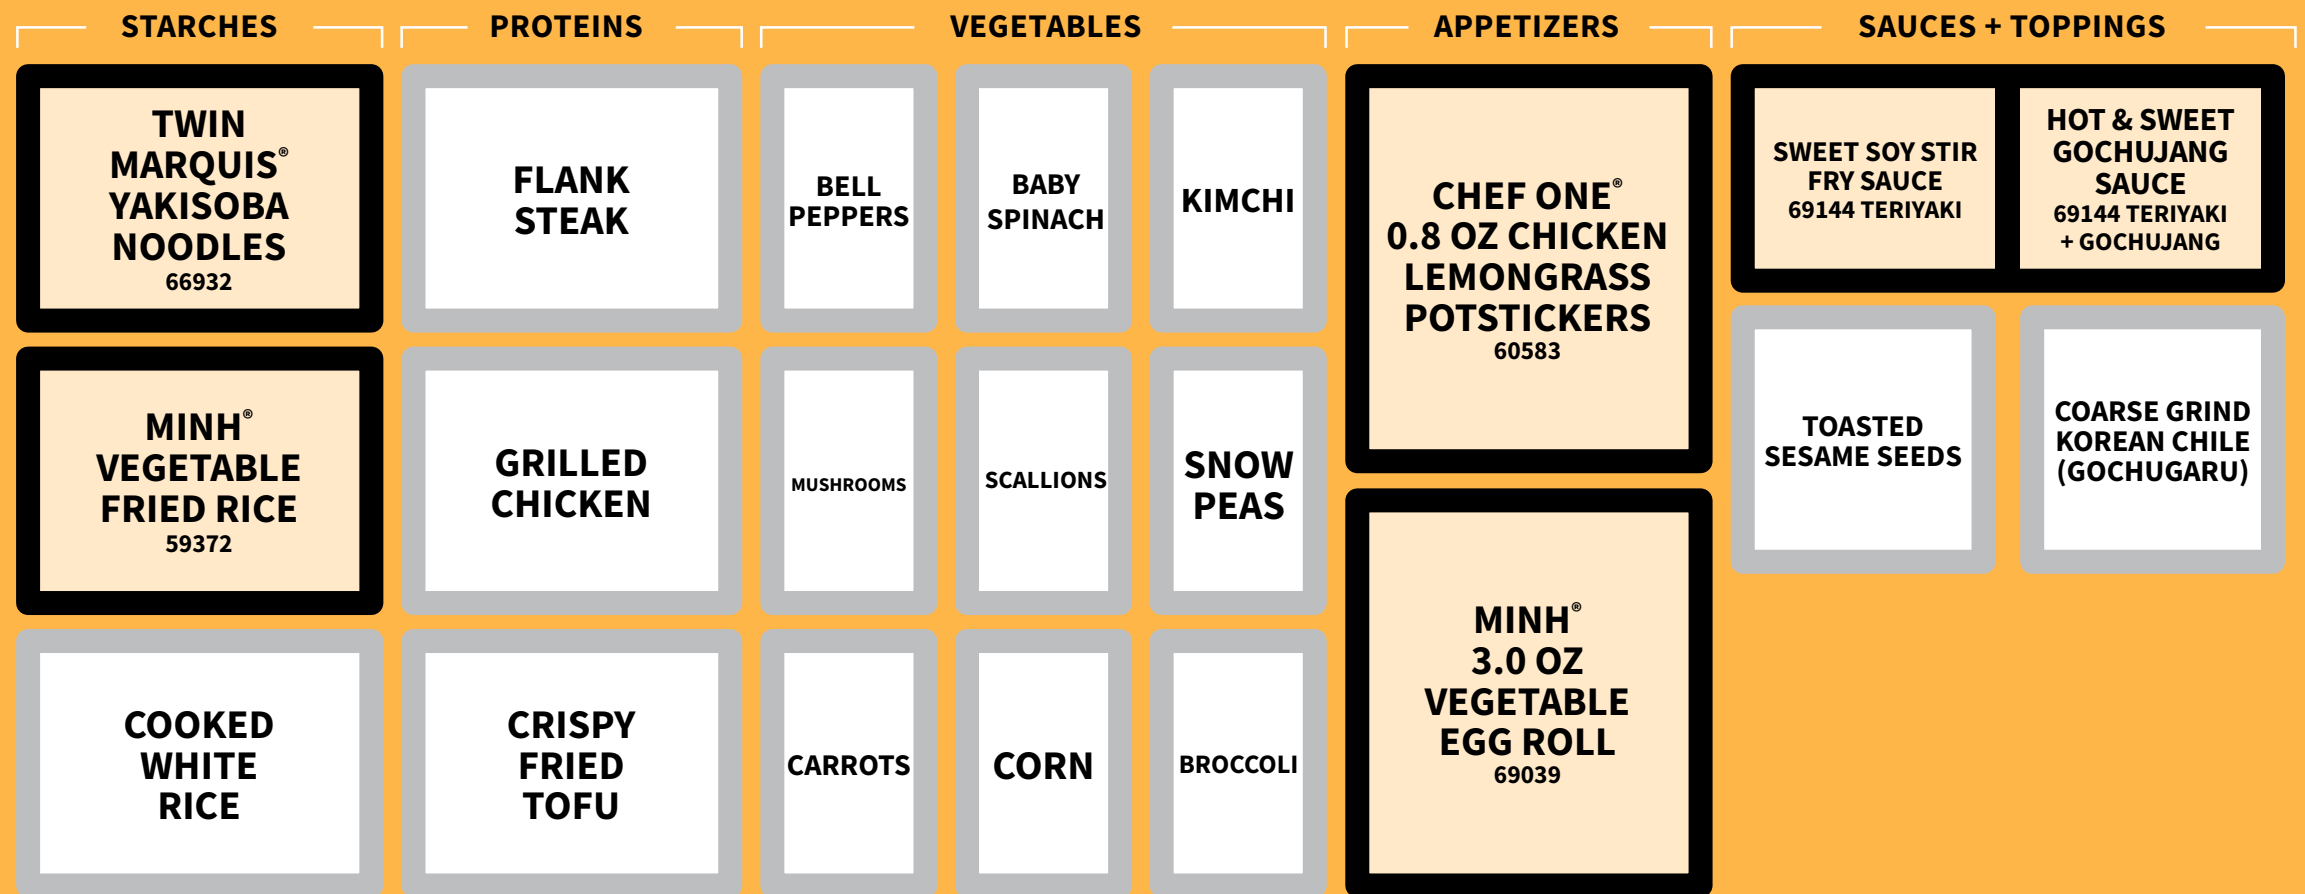 STARCHES
TWIN
MARQUIS®
YAKISOBA
NOODLES
66932
MINH®
VEGETABLE
FRIED RICE
59372
COOKED
WHITE
RICE
PROTEINS
FLANK
STEAK
GRILLED
CHICKEN
CRISPY
FRIED
TOFU
VEGETABLES
BELL
PEPPERS
BABY
SPINACH
KIMCHI
MUSHROOMS
SCALLIONS
SNOW
PEAS
CARROTS
CORN
BROCCOLI
APPETIZERS
CHEF ONE®
0.8 OZ CHICKEN
LEMONGRASS
POTSTICKERS
60583
MINH®
3.0 OZ
VEGETABLE
EGG ROLL
69039
SAUCES + TOPPINGS
SWEET SOY STIR
FRY SAUCE
69144 TERIYAKI
HOT & SWEET
GOCHUJANG
SAUCE
69144 TERIYAKI
+ GOCHUJANG
TOASTED
SESAME SEEDS
COARSE GRIND
KOREAN CHILE
(GOCHUGARU)